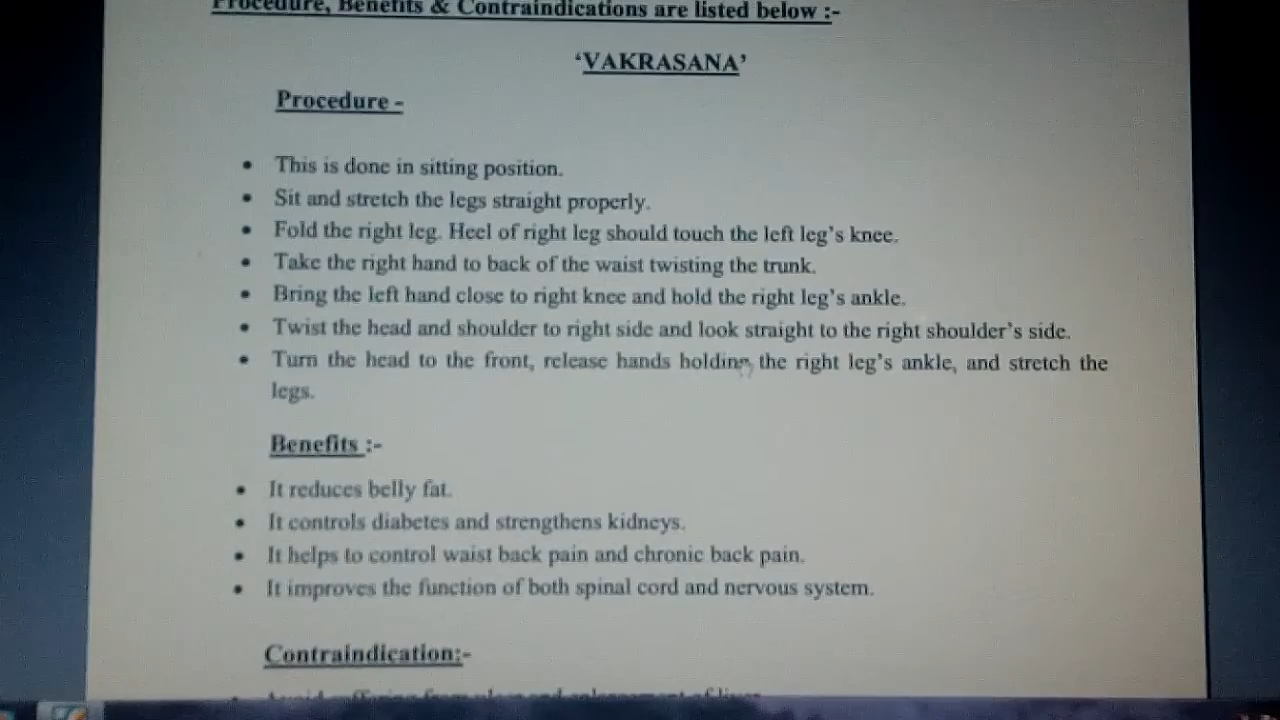 Procedure, Benefits & Contraindications are listed below :-
‘VAKRASANA’
Procedure -
• This is done in sitting position.
• Sit and stretch the legs straight properly.
• Fold the right leg. Heel of right leg should touch the left leg’s knee.
• Take the right hand to back of the waist twisting the trunk.
• Bring the left hand close to right knee and hold the right leg’s ankle.
• Twist the head and shoulder to right side and look straight to the right shoulder’s side.
• Turn the head to the front, release hands holding the right leg’s ankle, and stretch the
legs.
Benefits :-
• It reduces belly fat.
• It controls diabetes and strengthens kidneys.
• It helps to control waist back pain and chronic back pain.
• It improves the function of both spinal cord and nervous system.
Contraindication:-